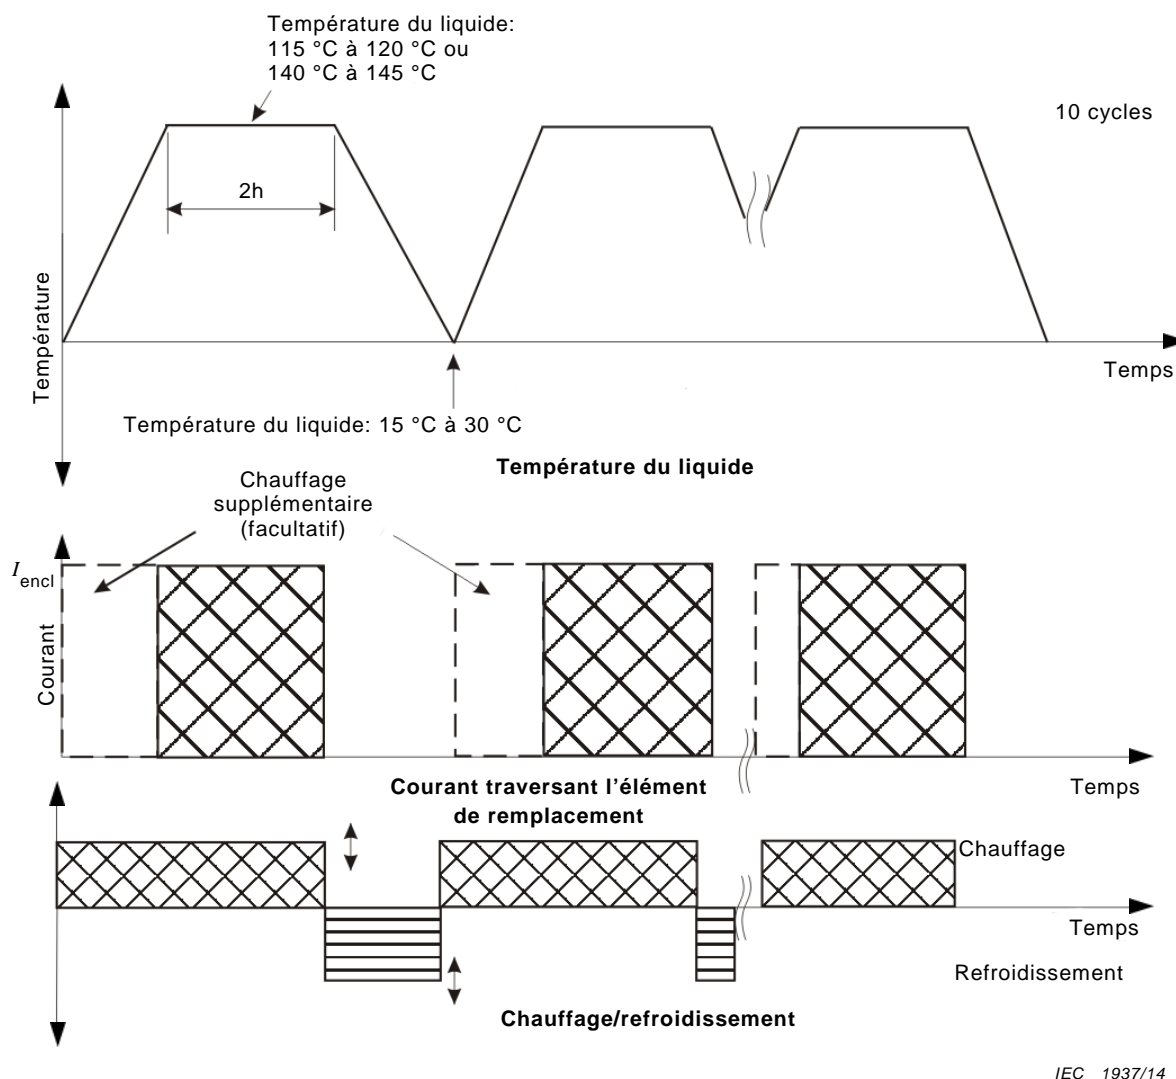 Température du liquide:
115 °C à 120 °C ou
140 °C à 145 °C
10 cycles
2h
Température
Temps
Température du liquide: 15 °C à 30 °C
Température du liquide
Chauffage
supplémentaire
(facultatif)
Iencl
Courant
Courant traversant l'élément
de remplacement
Temps
Chauffage
Temps
Refroidissement
Chauffage/refroidissement
IEC 1937/14